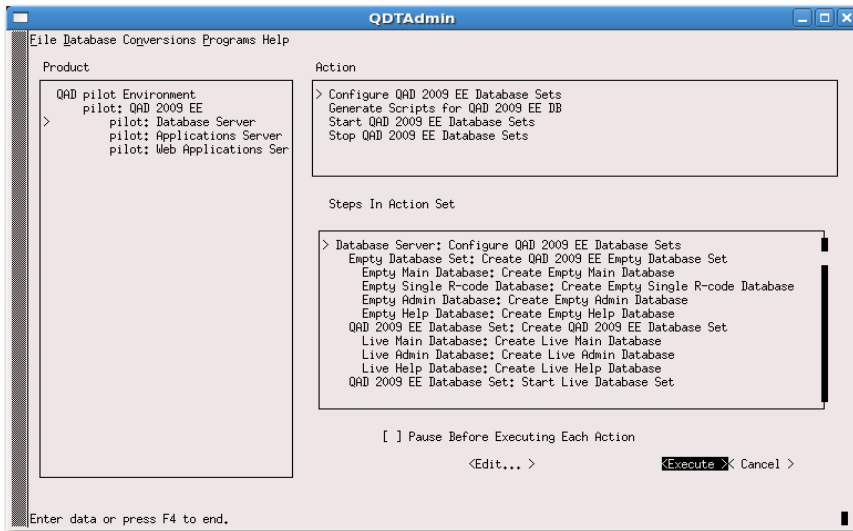 QDTAdmin
File Database Conversions Programs Help
Product
QAD pilot Environment
pilot: QAD 2009 EE
> pilot: Database Server
pilot: Applications Server
pilot: Web Applications Ser
Action
> Configure QAD 2009 EE Database Sets
Generate Scripts for QAD 2009 EE DB
Start QAD 2009 EE Database Sets
Stop QAD 2009 EE Database Sets
Steps In Action Set
> Database Server: Configure QAD 2009 EE Database Sets
Empty Database Set: Create QAD 2009 EE Empty Database Set
Empty Main Database: Create Empty Main Database
Empty Single R-code Database: Create Empty Single R-code Database
Empty Admin Database: Create Empty Admin Database
Empty Help Database: Create Empty Help Database
QAD 2009 EE Database Set: Create QAD 2009 EE Database Set
Live Main Database: Create Live Main Database
Live Admin Database: Create Live Admin Database
Live Help Database: Create Live Help Database
QAD 2009 EE Database Set: Start Live Database Set
[ ] Pause Before Executing Each Action
<Edit... > <Execute >< Cancel >
Enter data or press F4 to end.